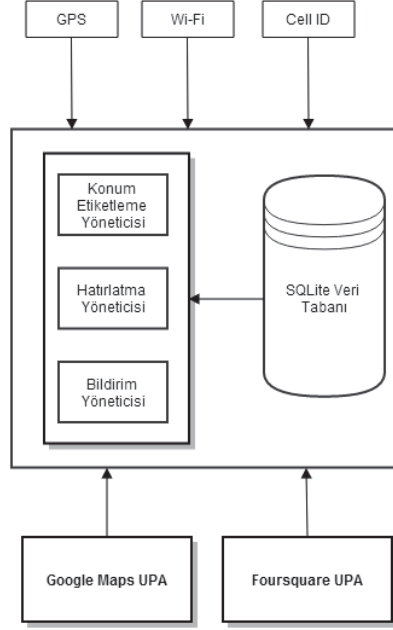 GPS
Wi-Fi
Cell ID
Konum
Etiketleme
Yöneticisi
Hatırlatma
Yöneticisi
Bildirim
Yöneticisi
SQLite Veri
Tabanı
Google Maps UPA
Foursquare UPA